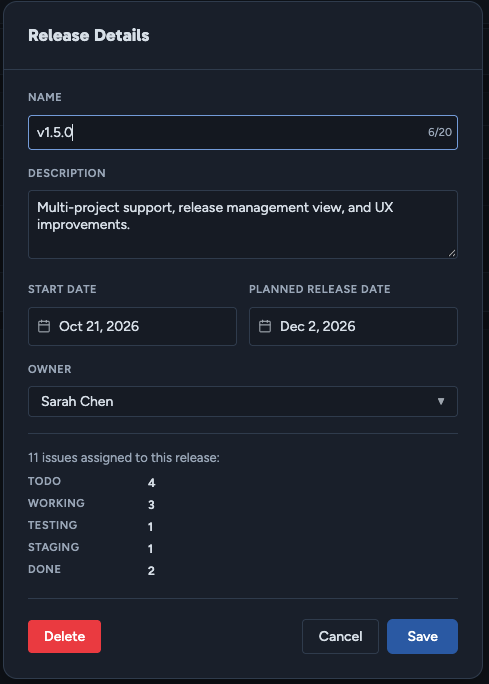 Release Details
NAME
v1.5.0 6/20
DESCRIPTION
Multi-project support, release management view, and UX
improvements.
START DATE PLANNED RELEASE DATE
Oct 21, 2026 Dec 2, 2026
OWNER
Sarah Chen
11 issues assigned to this release:
TODO 4
WORKING 3
TESTING 1
STAGING 1
DONE 2
Delete Cancel Save